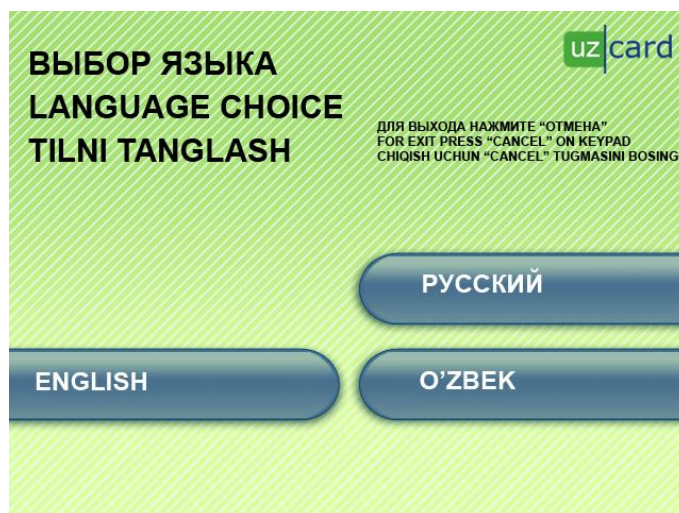 ВЫБОР ЯЗЫКА
LANGUAGE CHOICE
TILNI TANGLASH
uz card
ДЛЯ ВЫХОДА НАЖМИТЕ “ОТМЕНА”
FOR EXIT PRESS “CANCEL” ON KEYPAD
CHIQISH UCHUN “CANCEL” TUGMASINI BOSING
РУССКИЙ
ENGLISH
O’ZBEK